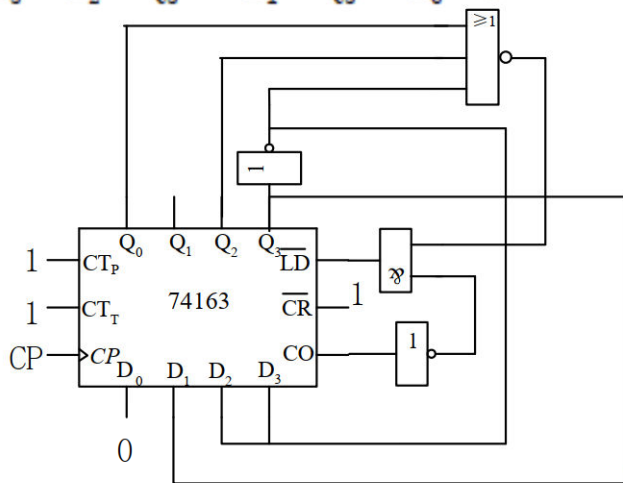 ≥1
1
Q0 Q1 Q2 Q3
1 CTP LD
&
1 CTT 74163 CR 1
CP CP CO 1
D0 D1 D2 D3
0